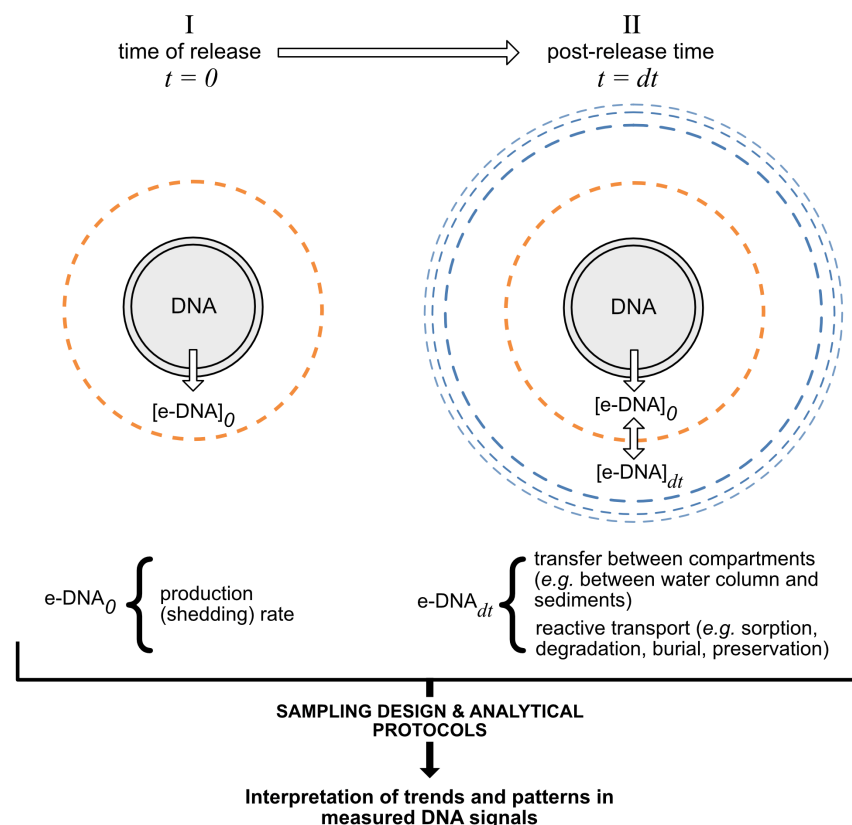 I
time of release
t = 0
II
post-release time
t = dt
DNA
[e-DNA]0
DNA
[e-DNA]0
[e-DNA]dt
e-DNA0
production
(shedding) rate
e-DNAdt
transfer between compartments
(e.g. between water column and
sediments)
reactive transport (e.g. sorption,
degradation, burial, preservation)
SAMPLING DESIGN & ANALYTICAL
PROTOCOLS
Interpretation of trends and patterns in
measured DNA signals